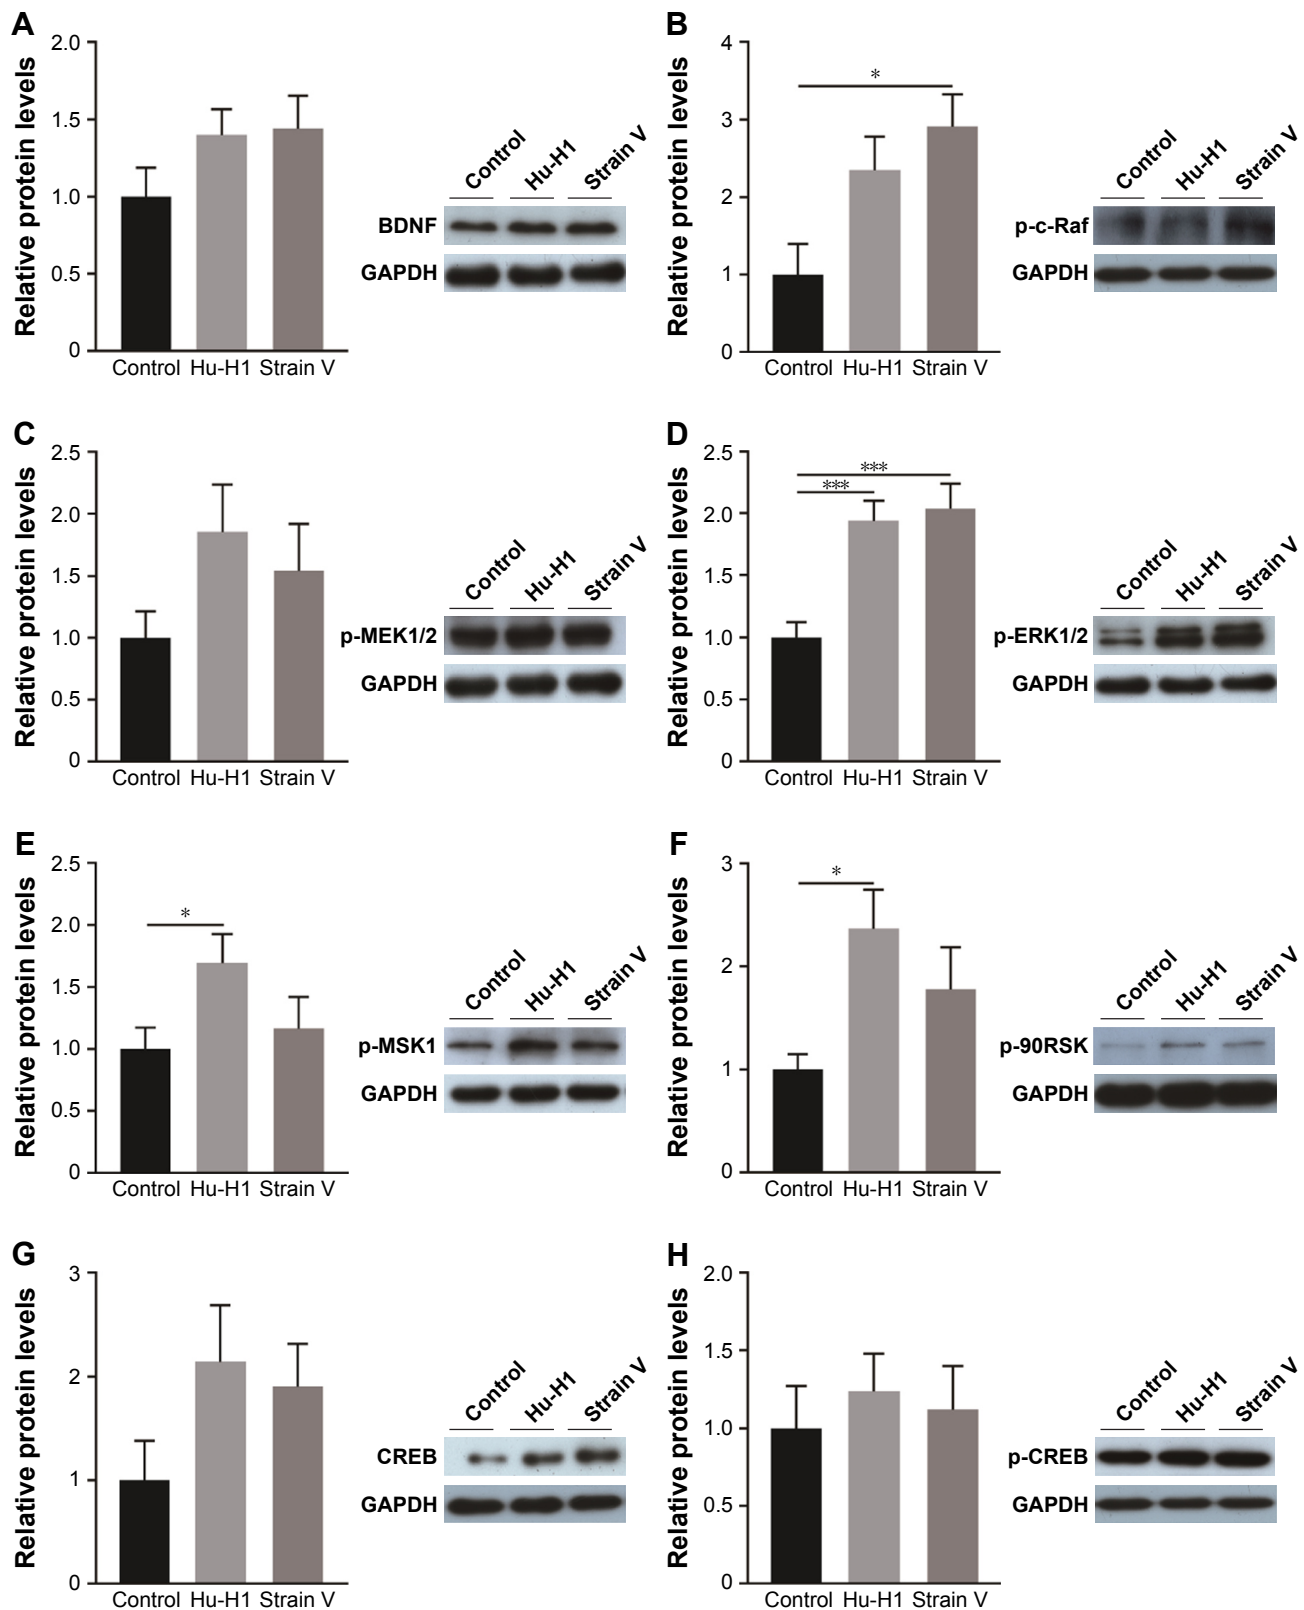 A
Relative protein levels
2.0
1.5
1.0
0.5
0
Control Hu-H1 Strain V
Control Hu-H1 Strain V
BDNF
GAPDH
B
Relative protein levels
4
3
2
1
0
*
Control Hu-H1 Strain V
Control Hu-H1 Strain V
p-c-Raf
GAPDH
C
Relative protein levels
2.5
2.0
1.5
1.0
0.5
0
Control Hu-H1 Strain V
Control Hu-H1 Strain V
p-MEK1/2
GAPDH
D
Relative protein levels
2.5
2.0
1.5
1.0
0.5
0
***
***
Control Hu-H1 Strain V
Control Hu-H1 Strain V
p-ERK1/2
GAPDH
E
Relative protein levels
2.5
2.0
1.5
1.0
0.5
0
*
Control Hu-H1 Strain V
Control Hu-H1 Strain V
p-MSK1
GAPDH
F
Relative protein levels
3
2
1
0
*
Control Hu-H1 Strain V
Control Hu-H1 Strain V
p-90RSK
GAPDH
G
Relative protein levels
3
2
1
0
Control Hu-H1 Strain V
Control Hu-H1 Strain V
CREB
GAPDH
H
Relative protein levels
2.0
1.5
1.0
0.5
0
Control Hu-H1 Strain V
Control Hu-H1 Strain V
p-CREB
GAPDH